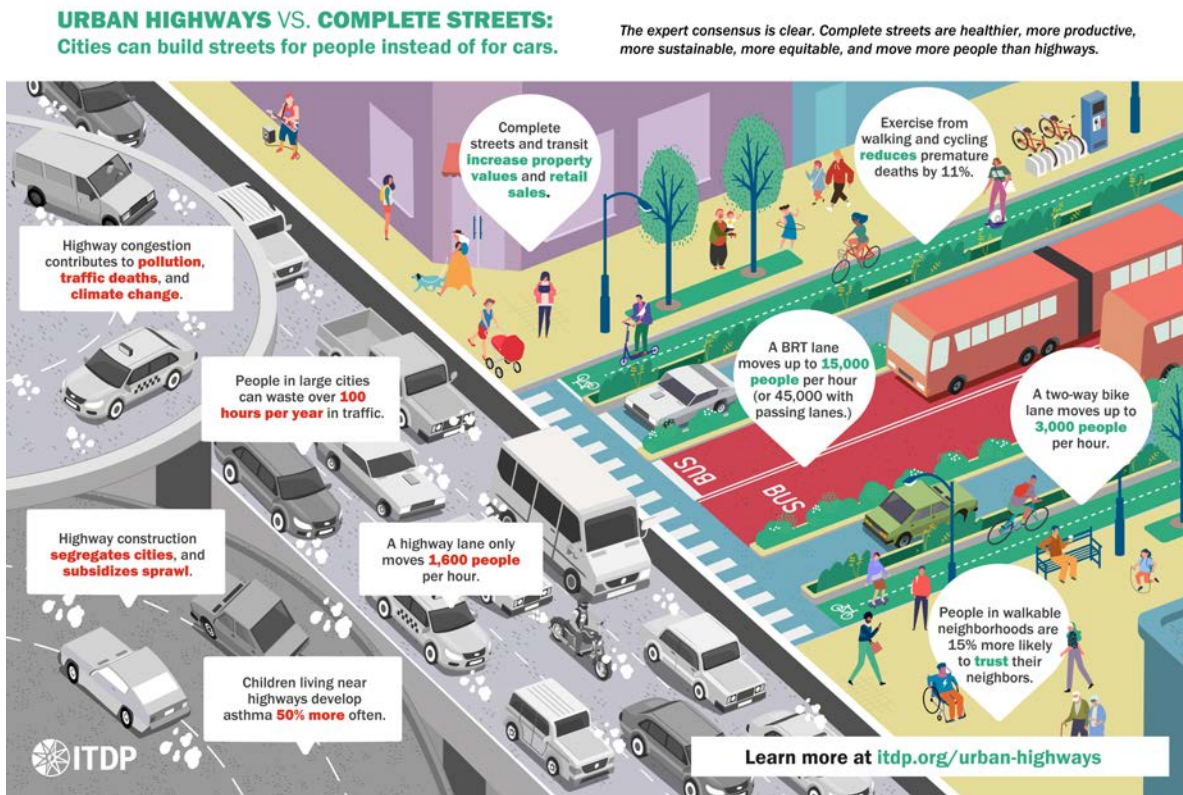 URBAN HIGHWAYS VS. COMPLETE STREETS:
Cities can build streets for people instead of for cars.
The expert consensus is clear. Complete streets are healthier, more productive,
more sustainable, more equitable, and move more people than highways.
Complete
streets and transit
increase property
values and retail
sales.
Exercise from
walking and cycling
reduces premature
deaths by 11%.
Highway congestion
contributes to pollution,
traffic deaths, and
climate change.
People in large cities
can waste over 100
hours per year in traffic.
A BRT lane
moves up to 15,000
people per hour
(or 45,000 with
passing lanes.)
A two-way bike
lane moves up to
3,000 people
per hour.
BUS
BUS
Highway construction
segregates cities, and
subsidizes sprawl.
A highway lane only
moves 1,600 people
per hour.
People in walkable
neighborhoods are
15% more likely
to trust their
neighbors.
Children living near
highways develop
asthma 50% more often.
ITDP
Learn more at itdp.org/urban-highways